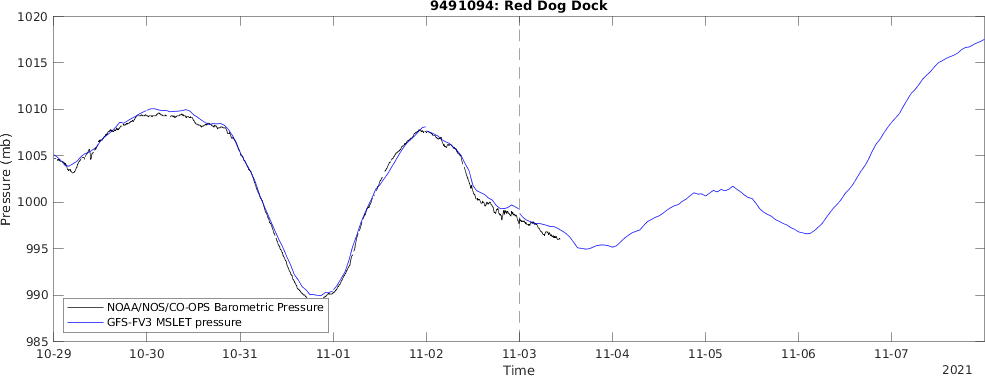 9491094: Red Dog Dock
1020
1015
1010
1005
1000
995
990
985
Pressure (mb)
NOAA/NOS/CO-OPS Barometric Pressure
GFS-FV3 MSLET pressure
10-29 10-30 10-31 11-01 11-02 11-03 11-04 11-05 11-06 11-07
Time
2021